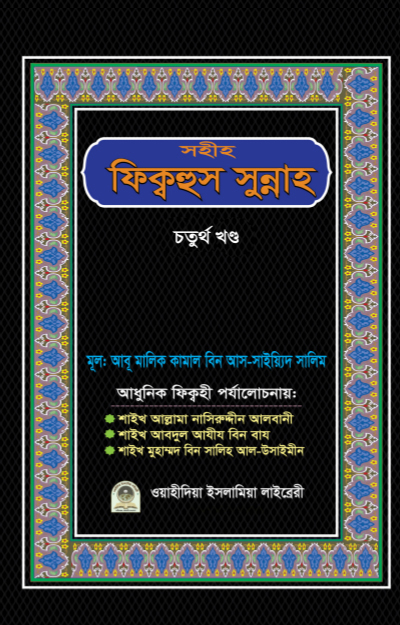 সহীহ
ফিক্বহুস সুন্নাহ
চতুর্থ খণ্ড
মূল: আবূ মালিক কামাল বিন আস-সাইয়্যিদ সালিম
আধুনিক ফিক্বহী পর্যালোচনায়:
শাইখ আল্লামা নাসিরুদ্দীন আলবানী
শাইখ আবদুল আযীয বিন বায
শাইখ মুহাম্মদ বিন সালিহ আল-উসাইমীন
ওয়াহীদিয়া ইসলামিয়া লাইব্রেরী